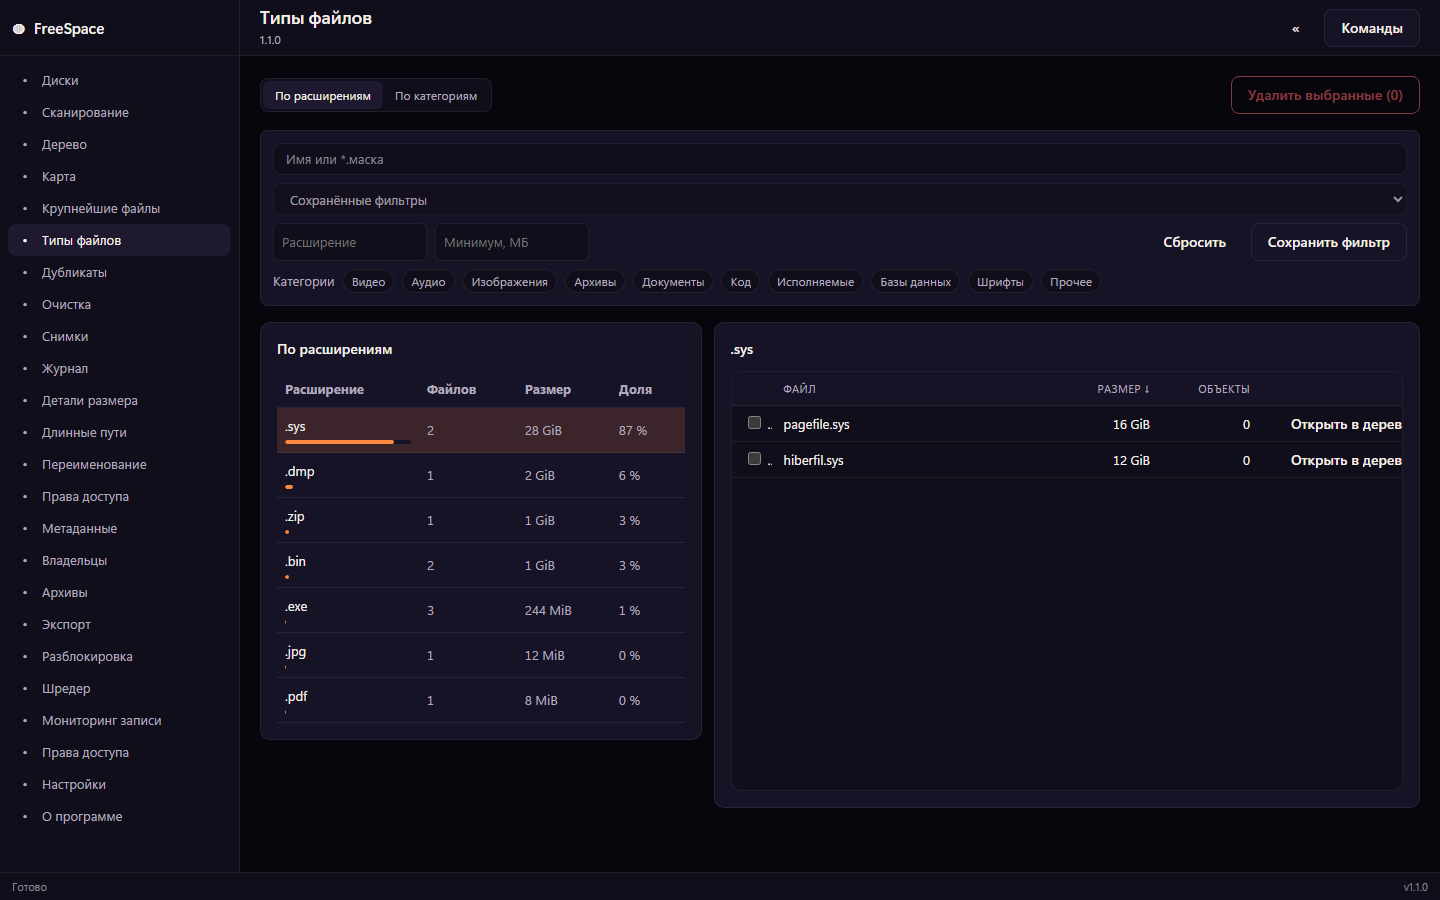 FreeSpace
Типы файлов
1.1.0
«
Команды
Диски
Сканирование
Дерево
Карта
Крупнейшие файлы
Типы файлов
Дубликаты
Очистка
Снимки
Журнал
Детали размера
Длинные пути
Переименование
Права доступа
Метаданные
Владельцы
Архивы
Экспорт
Разблокировка
Шредер
Мониторинг записи
Права доступа
Настройки
О программе
По расширениям По категориям
Удалить выбранные (0)
Имя или *.маска
Сохранённые фильтры
Расширение Минимум, МБ
Сбросить Сохранить фильтр
Категории Видео Аудио Изображения Архивы Документы Код Исполняемые Базы данных Шрифты Прочее
По расширениям
Расширение Файлов Размер Доля
.sys 2 28 GiB 87 %
.dmp 1 2 GiB 6 %
.zip 1 1 GiB 3 %
.bin 2 1 GiB 3 %
.exe 3 244 MiB 1 %
.jpg 1 12 MiB 0 %
.pdf 1 8 MiB 0 %
.sys
ФАЙЛ РАЗМЕР ↓ ОБЪЕКТЫ
.. pagefile.sys 16 GiB 0 Открыть в дерев
.. hiberfil.sys 12 GiB 0 Открыть в дерев
Готово
v1.1.0